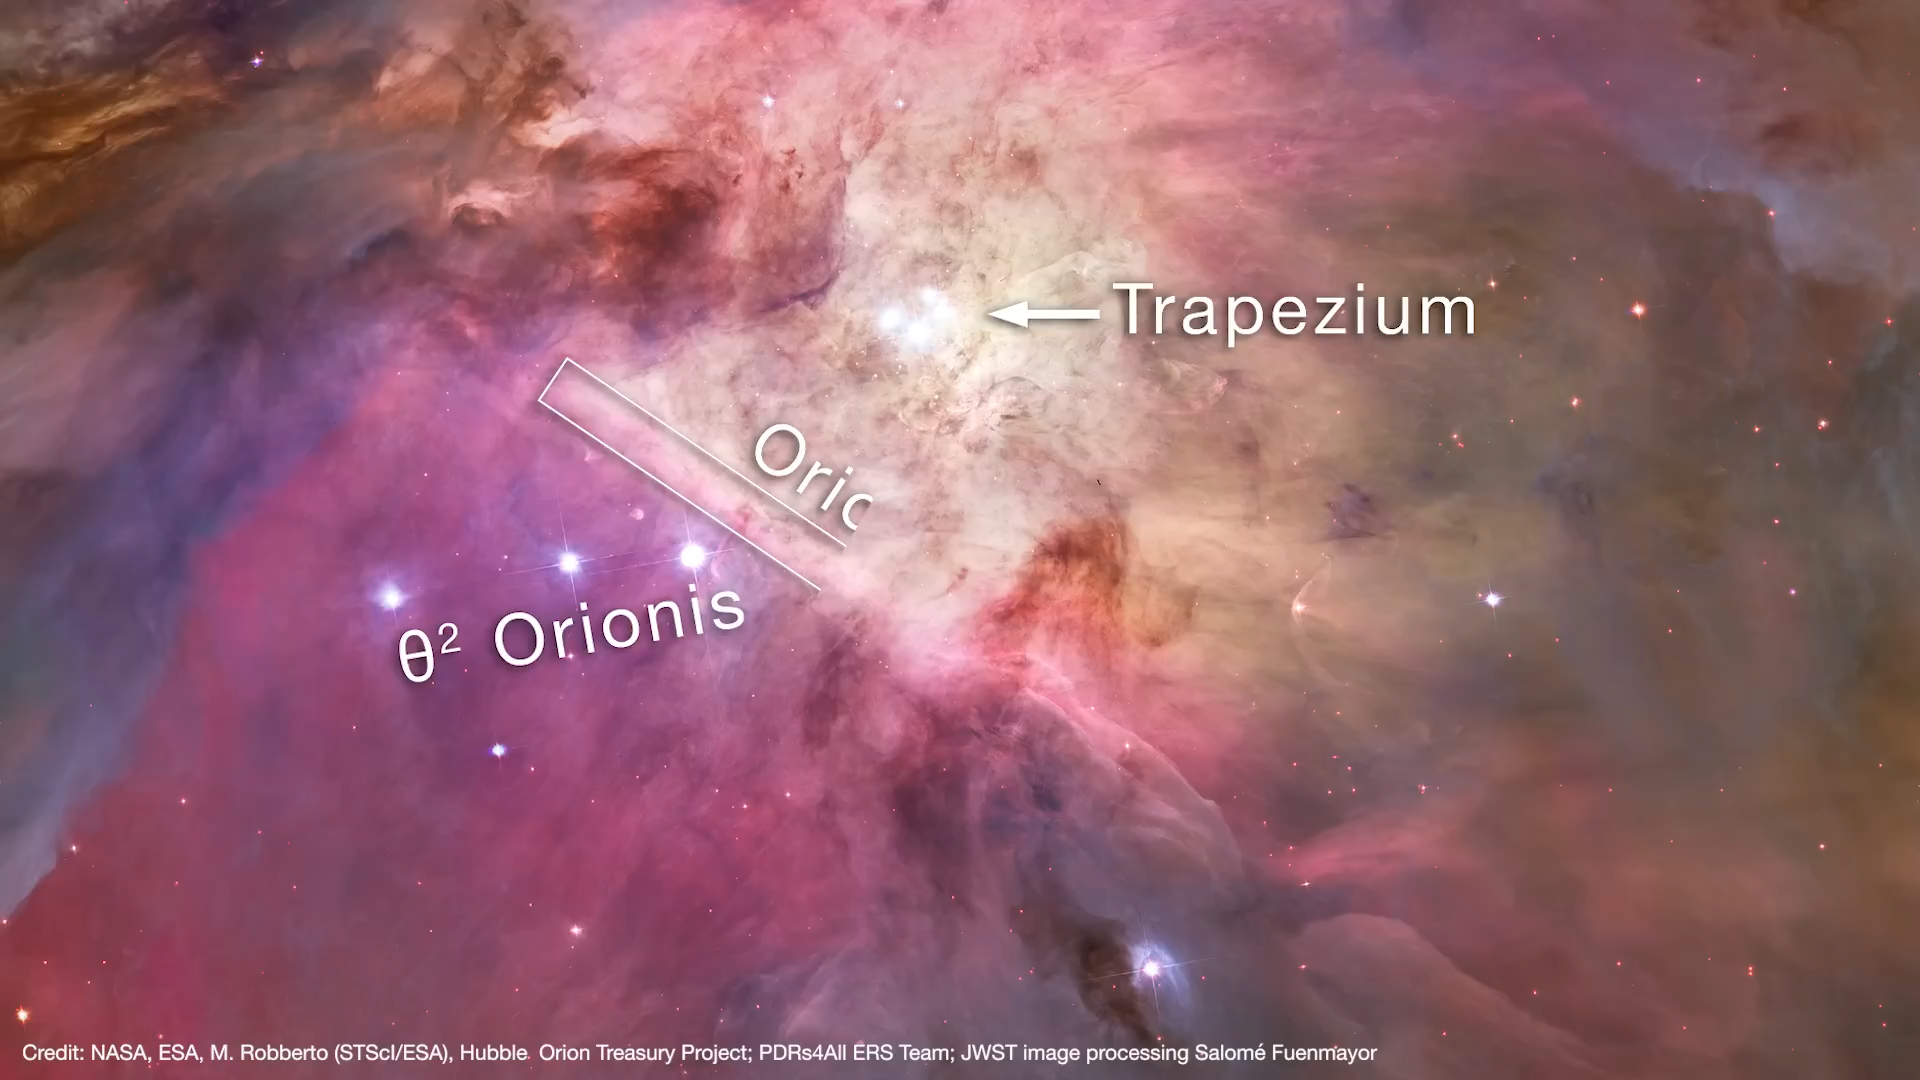 Trapezium
Oric
θ² Orionis
Credit: NASA, ESA, M. Robberto (STScI/ESA), Hubble Orion Treasury Project; PDRs4All ERS Team; JWST image processing Salomé Fuenmayor